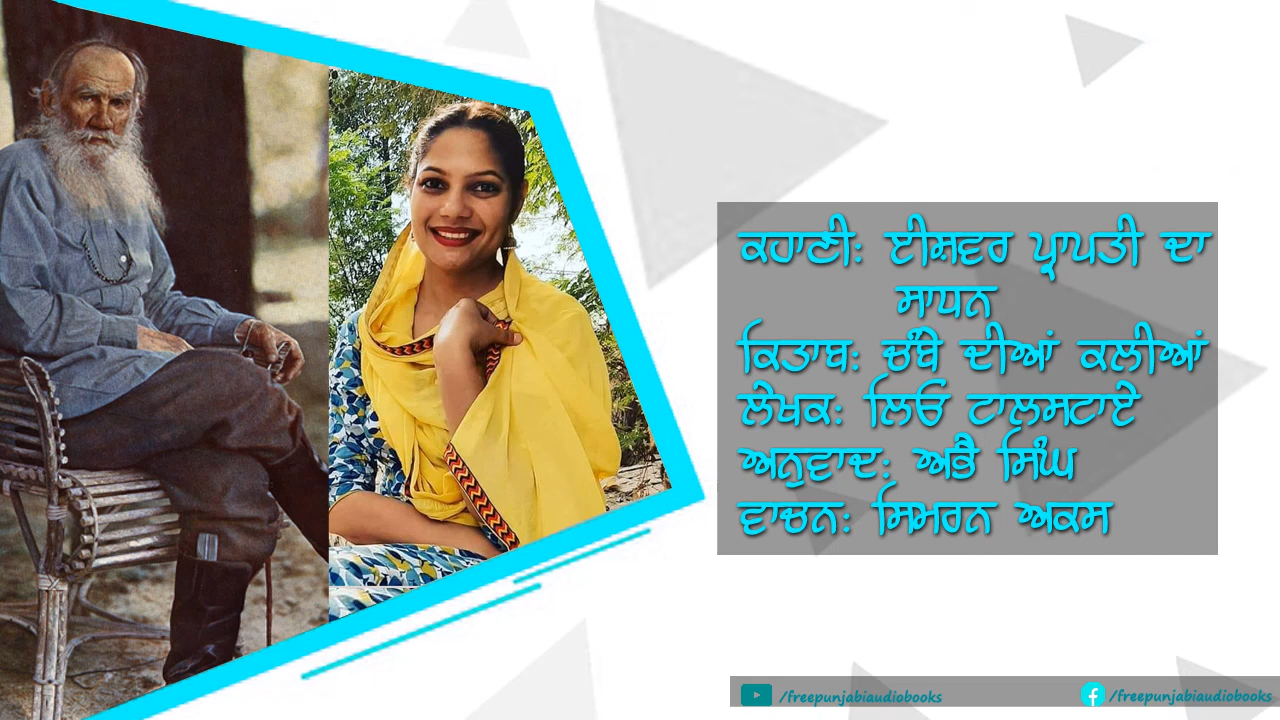 ਕਹਾਣੀ: ਈਸ਼ਵਰ ਪ੍ਰਾਪਤੀ ਦਾ
ਸਾਧਨ
ਕਿਤਾਬ: ਚੰਬੇ ਦੀਆਂ ਕਲੀਆਂ
ਲੇਖਕ: ਲਿਓ ਟਾਲਸਟਾਏ
ਅਨੁਵਾਦ: ਅਭੈ ਸਿੰਘ
ਵਾਚਨ: ਸਿਮਰਨ ਅਕਸ
/freepunjabiaudiobooks /freepunjabiaudiobooks